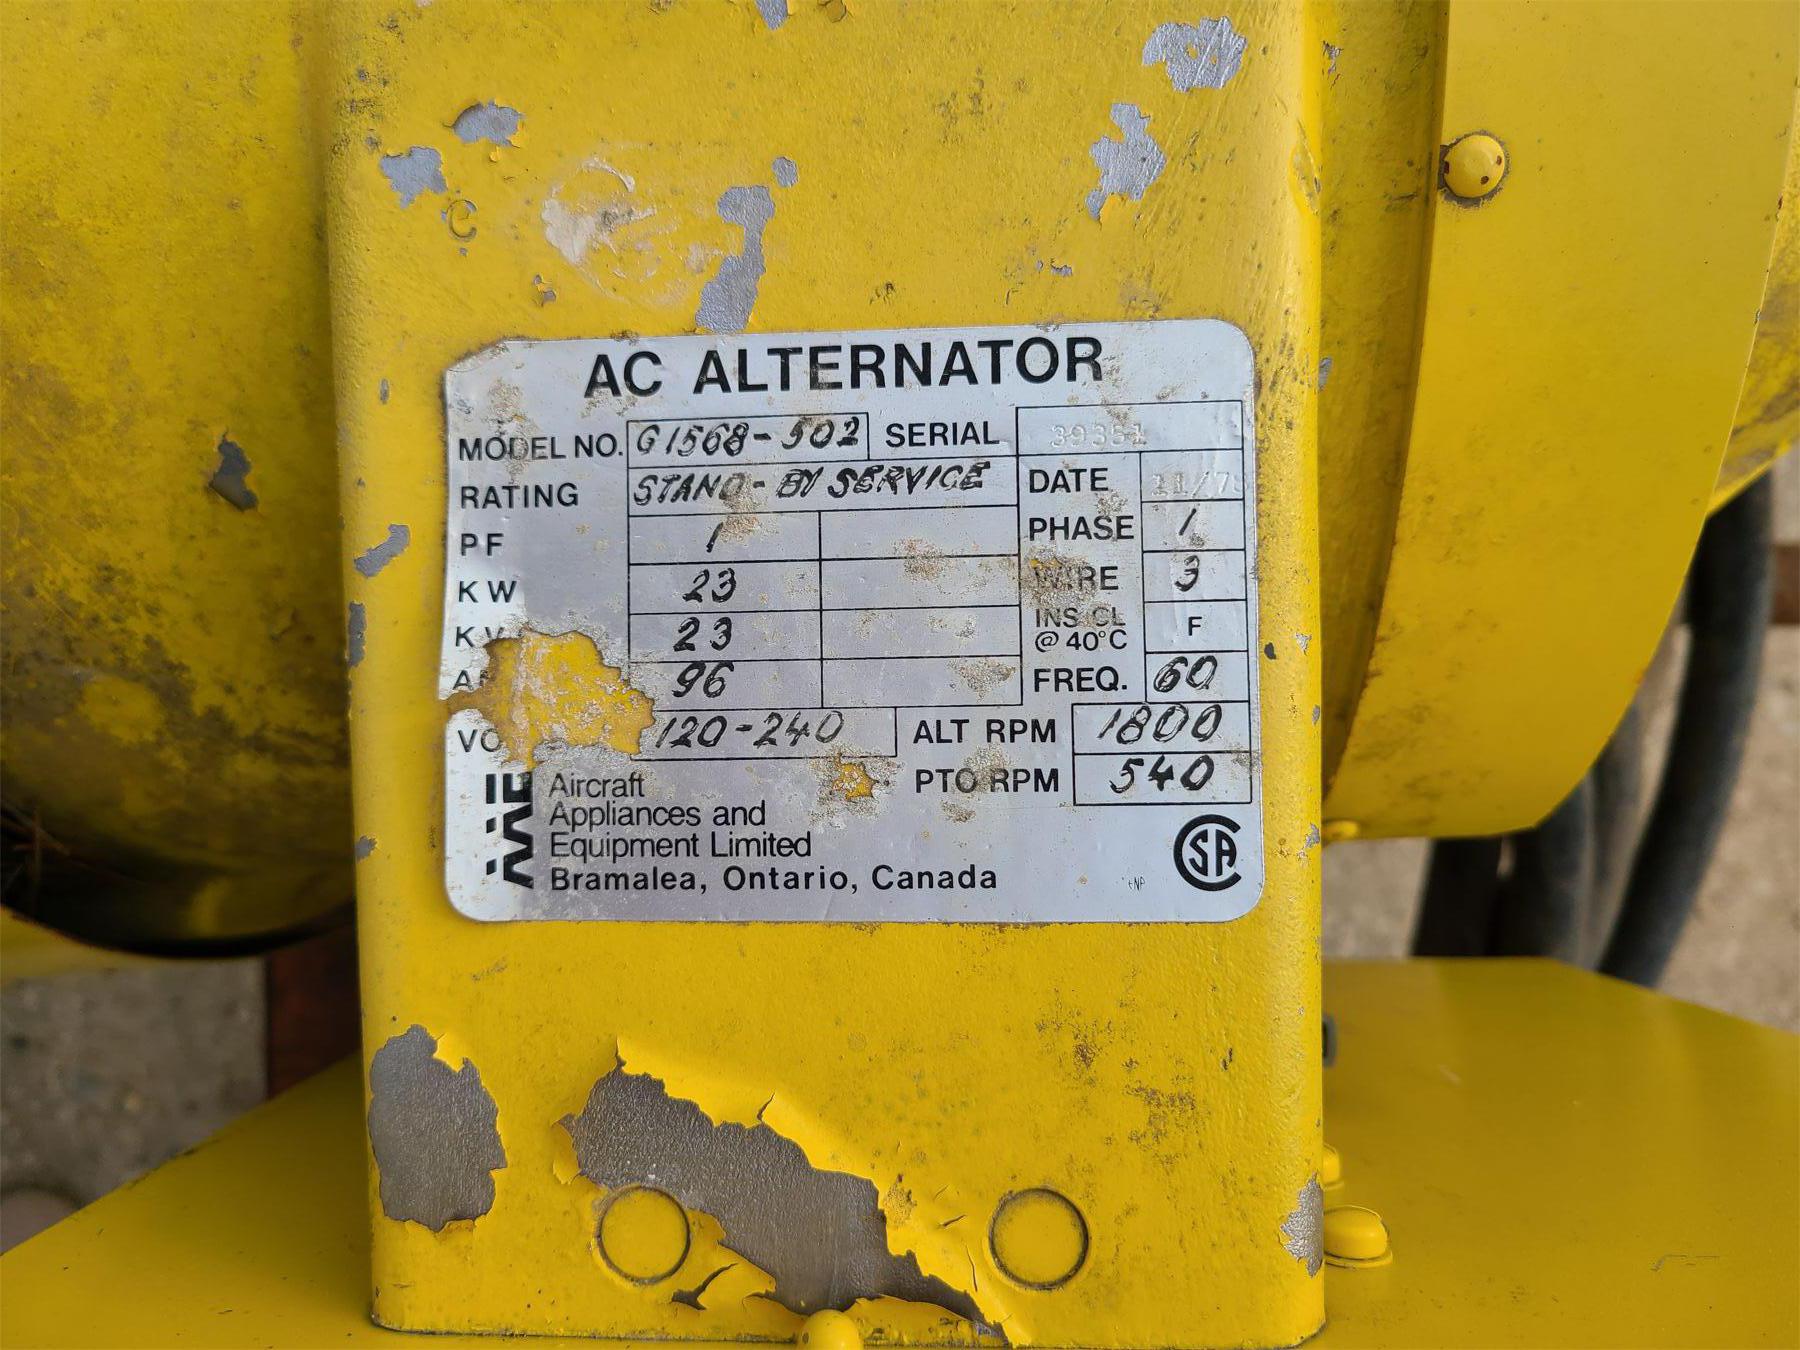 AC ALTERNATOR
MODEL NO. G1568-502 SERIAL 39351
RATING STAND-BY SERVICE DATE
PF 1 PHASE 1
KW 23 WIRE 3
23 INS CL @ 40°C F
96 FREQ. 60
120-240 ALT RPM 1800
PTO RPM 540
Aircraft
Appliances and
Equipment Limited
Bramalea, Ontario, Canada
CSA